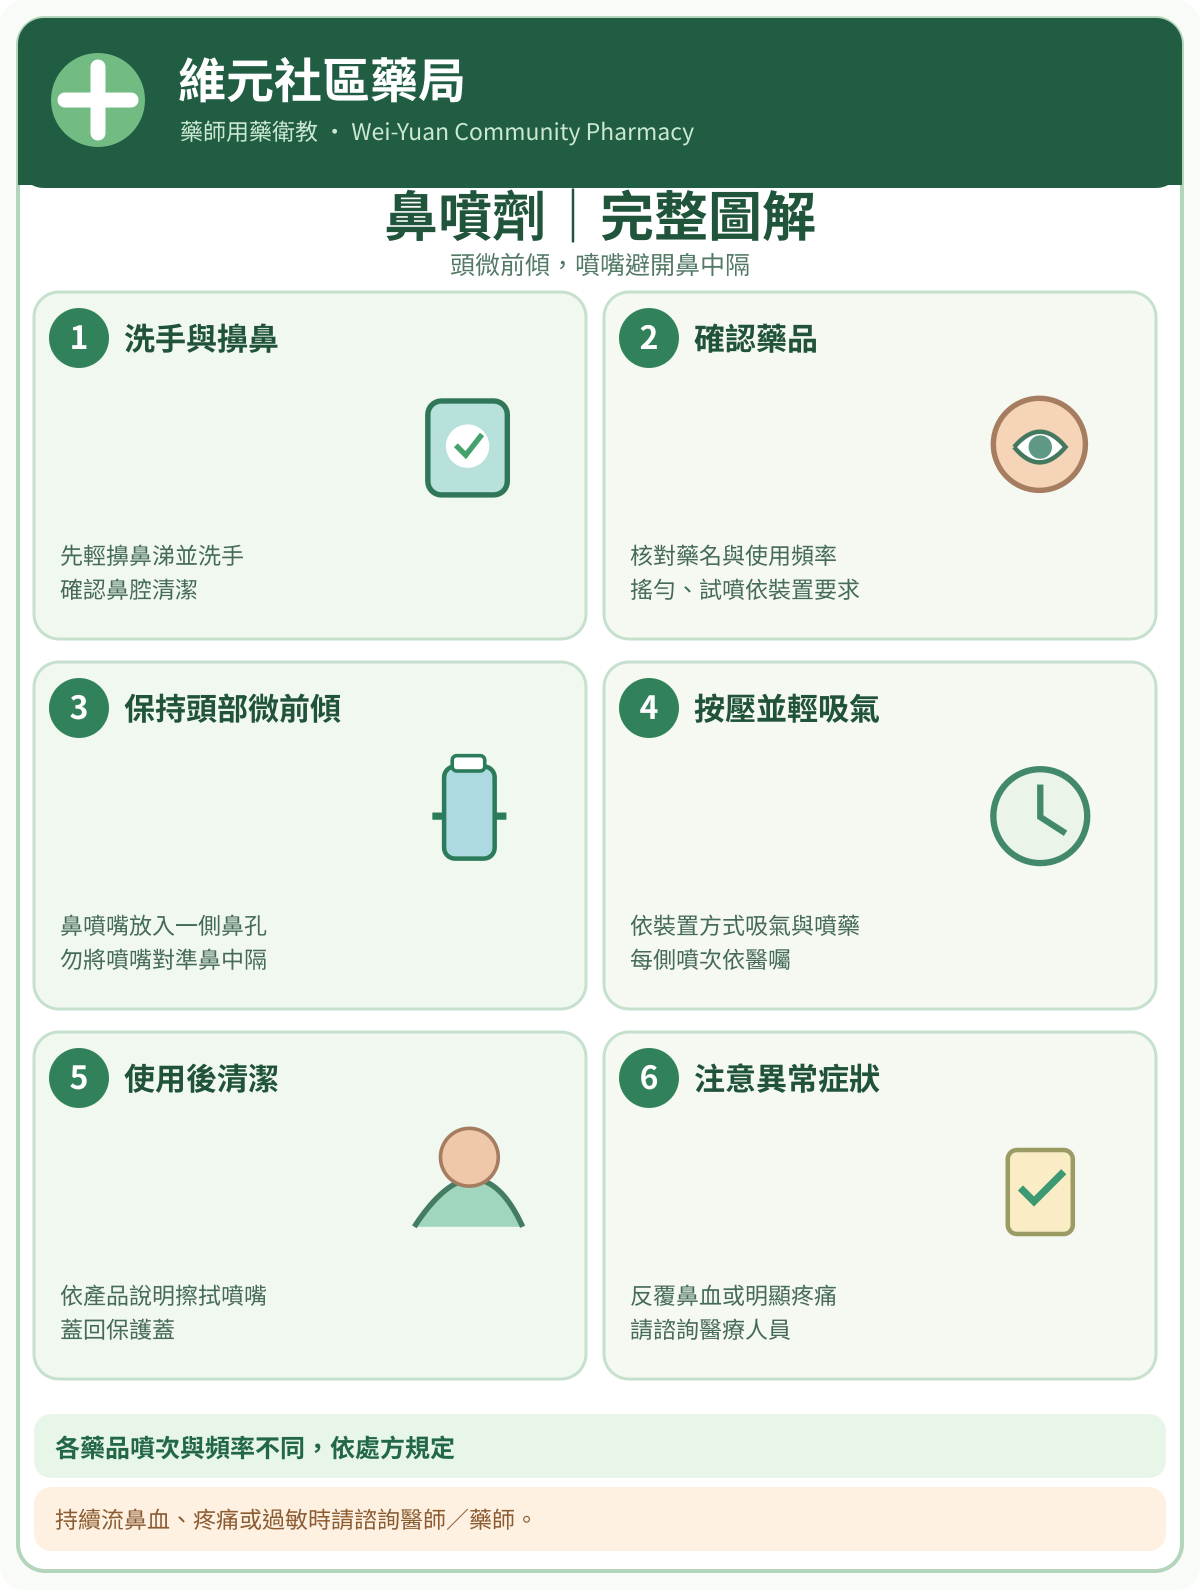 維元社區藥局
藥師用藥衛教 · Wei-Yuan Community Pharmacy
鼻噴劑｜完整圖解
頭微前傾，噴嘴避開鼻中隔
1 洗手與擤鼻
先輕擤鼻涕並洗手
確認鼻腔清潔
2 確認藥品
核對藥名與使用頻率
搖勻、試噴依裝置要求
3 保持頭部微前傾
鼻噴嘴放入一側鼻孔
勿將噴嘴對準鼻中隔
4 按壓並輕吸氣
依裝置方式吸氣與噴藥
每側噴次依醫囑
5 使用後清潔
依產品說明擦拭噴嘴
蓋回保護蓋
6 注意異常症狀
反覆鼻血或明顯疼痛
請諮詢醫療人員
各藥品噴次與頻率不同，依處方規定
持續流鼻血、疼痛或過敏時請諮詢醫師／藥師。